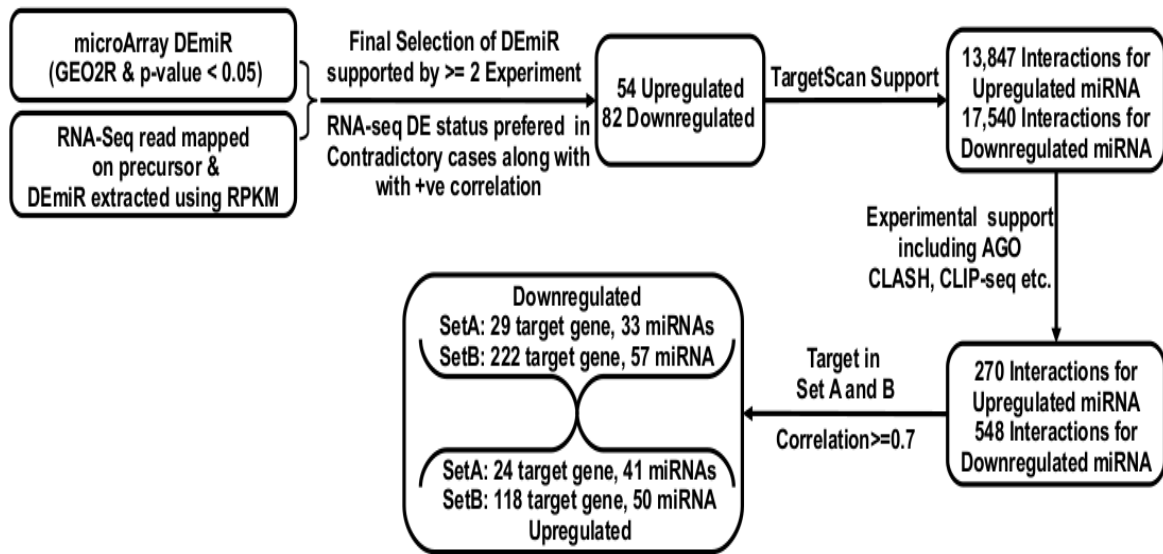 microArray DEmiR
(GEO2R & p-value < 0.05)
RNA-Seq read mapped
on precursor &
DEmiR extracted using RPKM
Final Selection of DEmiR
supported by >= 2 Experiment
RNA-seq DE status prefered in
Contradictory cases along with
with +ve correlation
54 Upregulated
82 Downregulated
TargetScan Support
13,847 Interactions for
Upregulated miRNA
17,540 Interactions for
Downregulated miRNA
Experimental support
including AGO
CLASH, CLIP-seq etc.
270 Interactions for
Upregulated miRNA
548 Interactions for
Downregulated miRNA
Target in
Set A and B
Correlation>=0.7
Downregulated
SetA: 29 target gene, 33 miRNAs
SetB: 222 target gene, 57 miRNA
SetA: 24 target gene, 41 miRNAs
SetB: 118 target gene, 50 miRNA
Upregulated